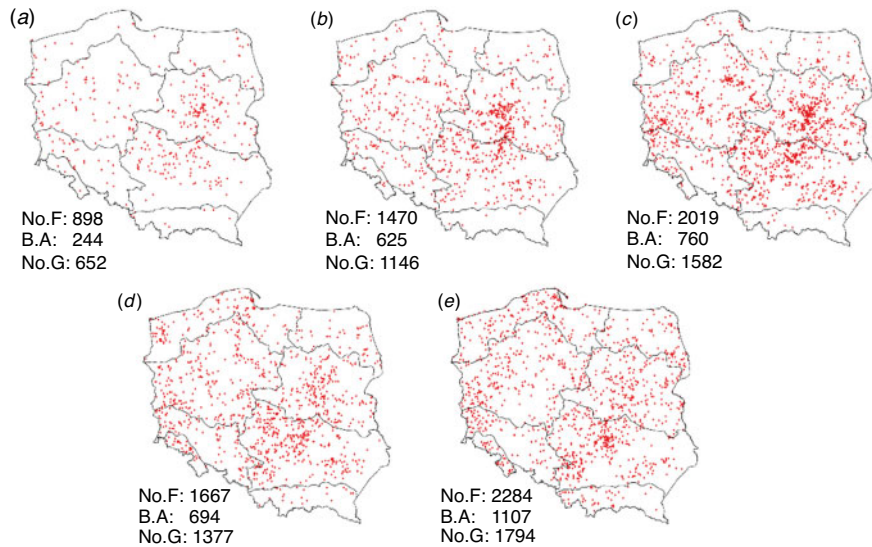 (a)
No.F: 898
B.A: 244
No.G: 652
(b)
No.F: 1470
B.A: 625
No.G: 1146
(c)
No.F: 2019
B.A: 760
No.G: 1582
(d)
No.F: 1667
B.A: 694
No.G: 1377
(e)
No.F: 2284
B.A: 1107
No.G: 1794